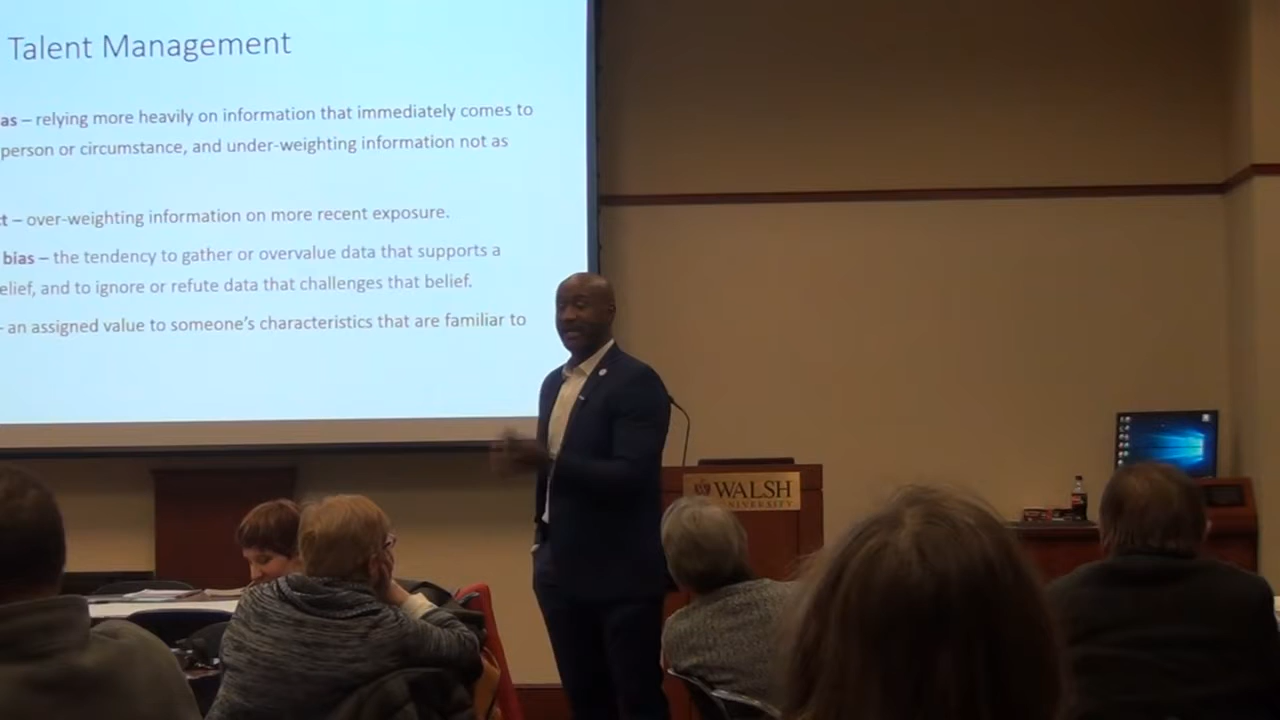 Talent Management
as – relying more heavily on information that immediately comes to
person or circumstance, and under-weighting information not as
t – over-weighting information on more recent exposure.
bias – the tendency to gather or overvalue data that supports a
elief, and to ignore or refute data that challenges that belief.
- an assigned value to someone's characteristics that are familiar to
WALSH
UNIVERSITY